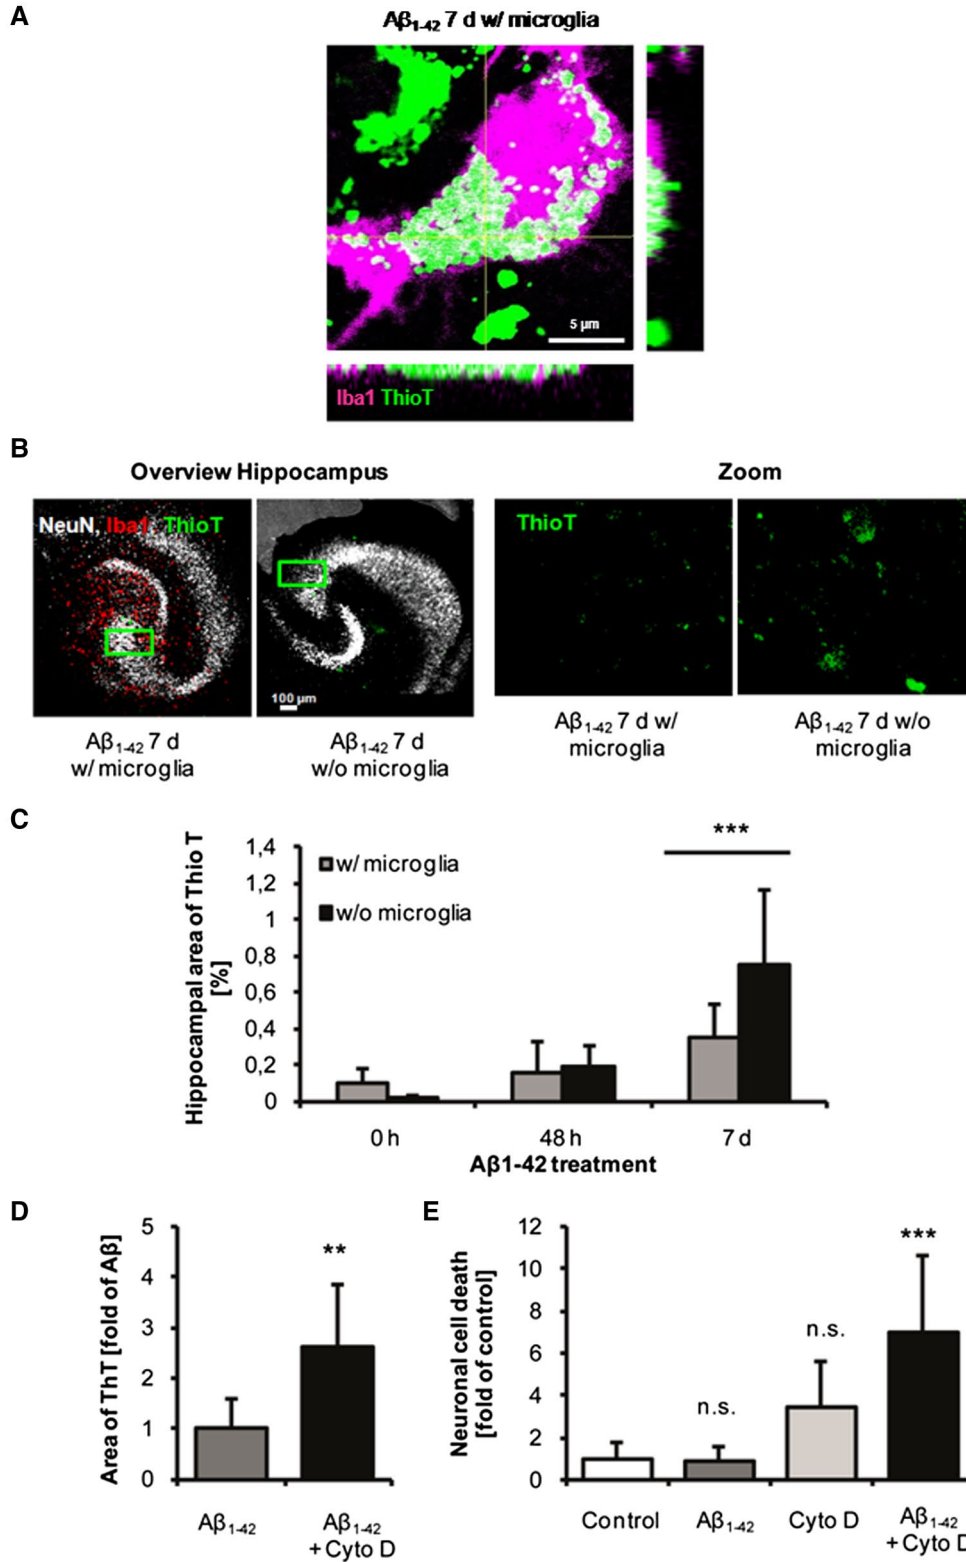 A
Aβ1-42 7 d w/ microglia
5 µm
Iba1 ThioT
B
Overview Hippocampus
Zoom
NeuN, Iba1, ThioT
100 µm
ThioT
Aβ1-42 7 d
w/ microglia
Aβ1-42 7 d
w/o microglia
Aβ1-42 7 d w/
microglia
Aβ1-42 7 d w/o
microglia
C
Hippocampal area of Thio T
[%]
1,4
1,2
1
0,8
0,6
0,4
0,2
0
w/ microglia
w/o microglia
***
0 h
48 h
7 d
Aβ1-42 treatment
D
Area of ThT [fold of Aβ]
5
4
3
2
1
0
**
Aβ1-42
Aβ1-42
+ Cyto D
E
Neuronal cell death
[fold of control]
12
10
8
6
4
2
0
n.s.
n.s.
***
Control
Aβ1-42
Cyto D
Aβ1-42
+ Cyto D